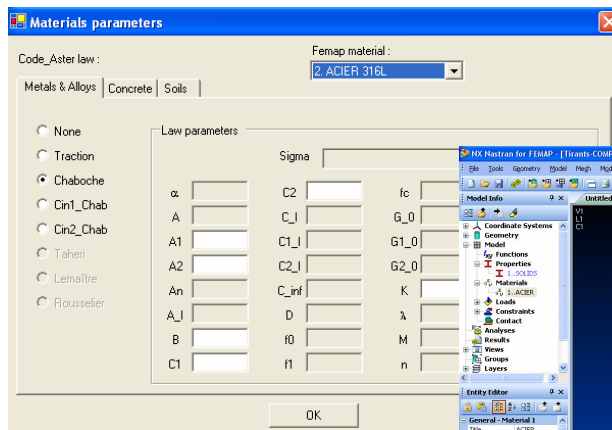 Materials parameters
Code_Aster law :
Femap material :
2. ACIER 316L
Metals & Alloys
Concrete
Soils
None
Traction
Chaboche
Cin1_Chab
Cin2_Chab
Taheri
Lemaître
Rousselier
Law parameters
Sigma
α
A
A1
A2
An
A_I
B
C1
C2
C_I
C1_I
C2_I
C_inf
D
f0
f1
fc
G_0
G1_0
G2_0
K
λ
M
n
OK
NX Nastran for FEMAP - [Tirants-COMP
File Tools Geometry Model Mesh Mod
Model Info
Untitled
V1
L1
C1
Coordinate Systems
Geometry
Model
Functions
Properties
1..SOLIDS
Materials
1..ACIER
Loads
Constraints
Contact
Analyses
Results
Views
Groups
Layers
Entity Editor
General - Material 1
Title ACIER